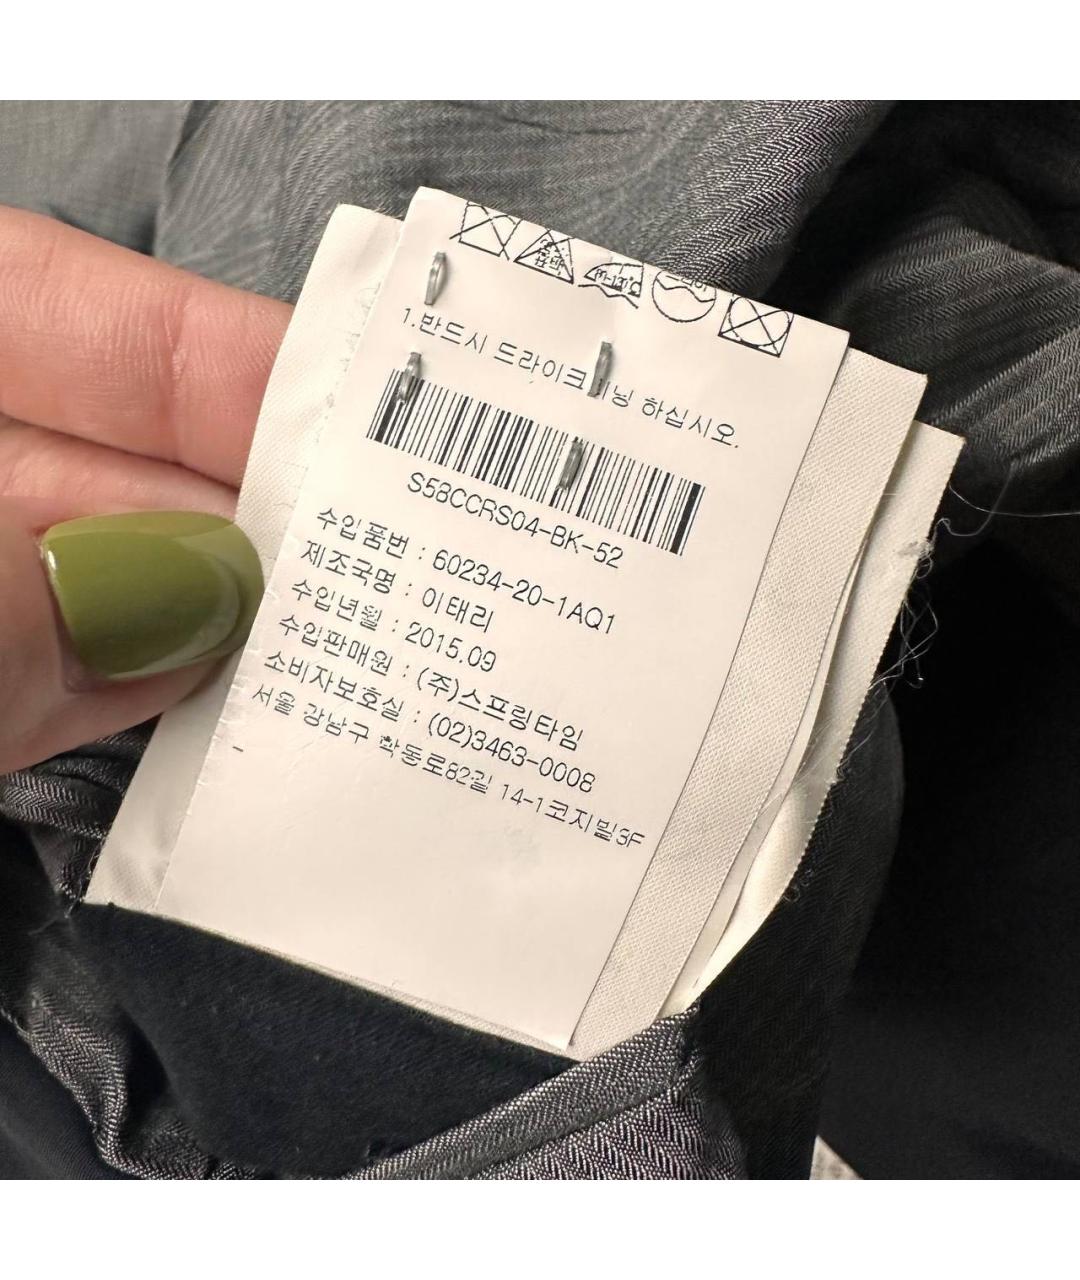 1.반드시 드라이크리닝 하십시오.
S58CCRS04-BK-52
수입품번 : 60234-20-1AQ1
제조국명 : 이태리
수입년월 : 2015.09
수입판매원 : (주)스프링타임
소비자보호실 : (02)3463-0008
서울 강남구 학동로82길 14-1코지빌3F
-